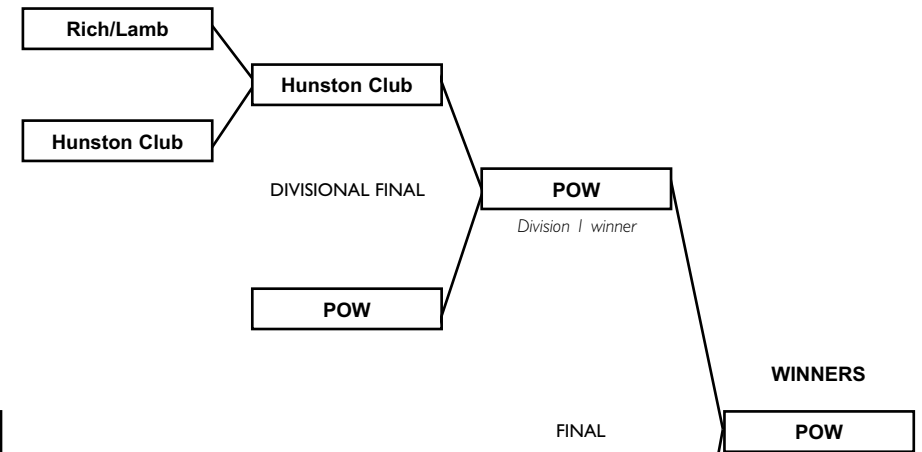 Rich/Lamb
Hunston Club
Hunston Club
DIVISIONAL FINAL
POW
Division 1 winner
POW
WINNERS
FINAL
POW